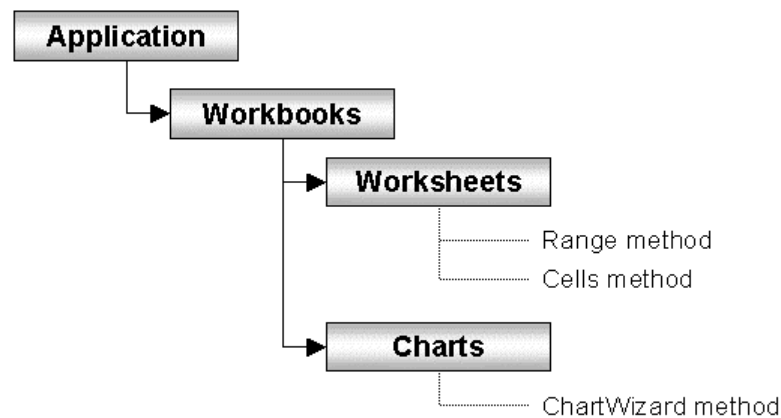 Application
Workbooks
Worksheets
Range method
Cells method
Charts
ChartWizard method